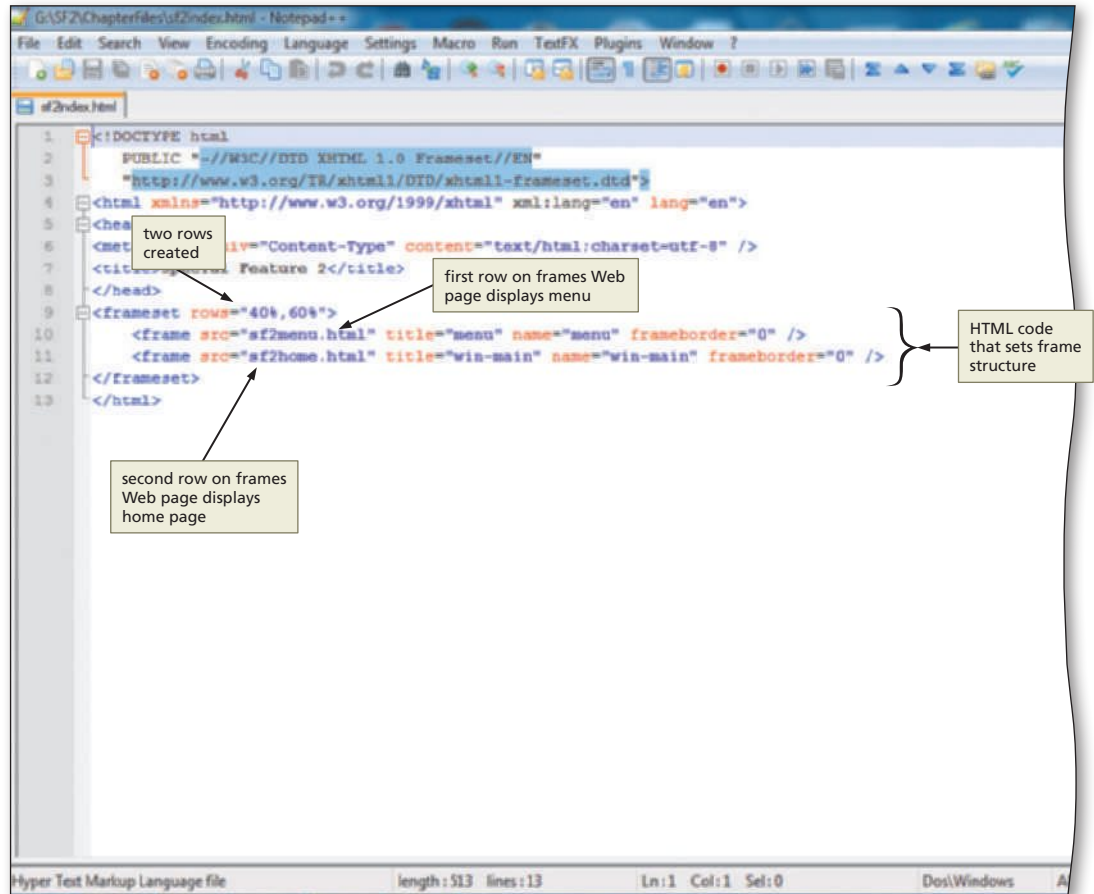 G:\SF2\ChapterFiles\sf2index.html - Notepad++
File Edit Search View Encoding Language Settings Macro Run TextFX Plugins Window ?
sf2index.html
1 <!DOCTYPE html
2 PUBLIC "-//W3C//DTD XHTML 1.0 Frameset//EN"
3 "http://www.w3.org/TR/xhtml1/DTD/xhtml1-frameset.dtd">
4 <html xmlns="http://www.w3.org/1999/xhtml" xml:lang="en" lang="en">
5 <hea
6 <met iv="Content-Type" content="text/html;charset=utf-8" />
7 <title>Special Feature 2</title>
8 </head>
9 <frameset rows="40%,60%">
10 <frame src="sf2menu.html" title="menu" name="menu" frameborder="0" />
11 <frame src="sf2home.html" title="win-main" name="win-main" frameborder="0" />
12 </frameset>
13 </html>
two rows
created
first row on frames Web
page displays menu
HTML code
that sets frame
structure
second row on frames
Web page displays
home page
Hyper Text Markup Language file length : 513 lines : 13 Ln : 1 Col : 1 Sel : 0 Dos\Windows